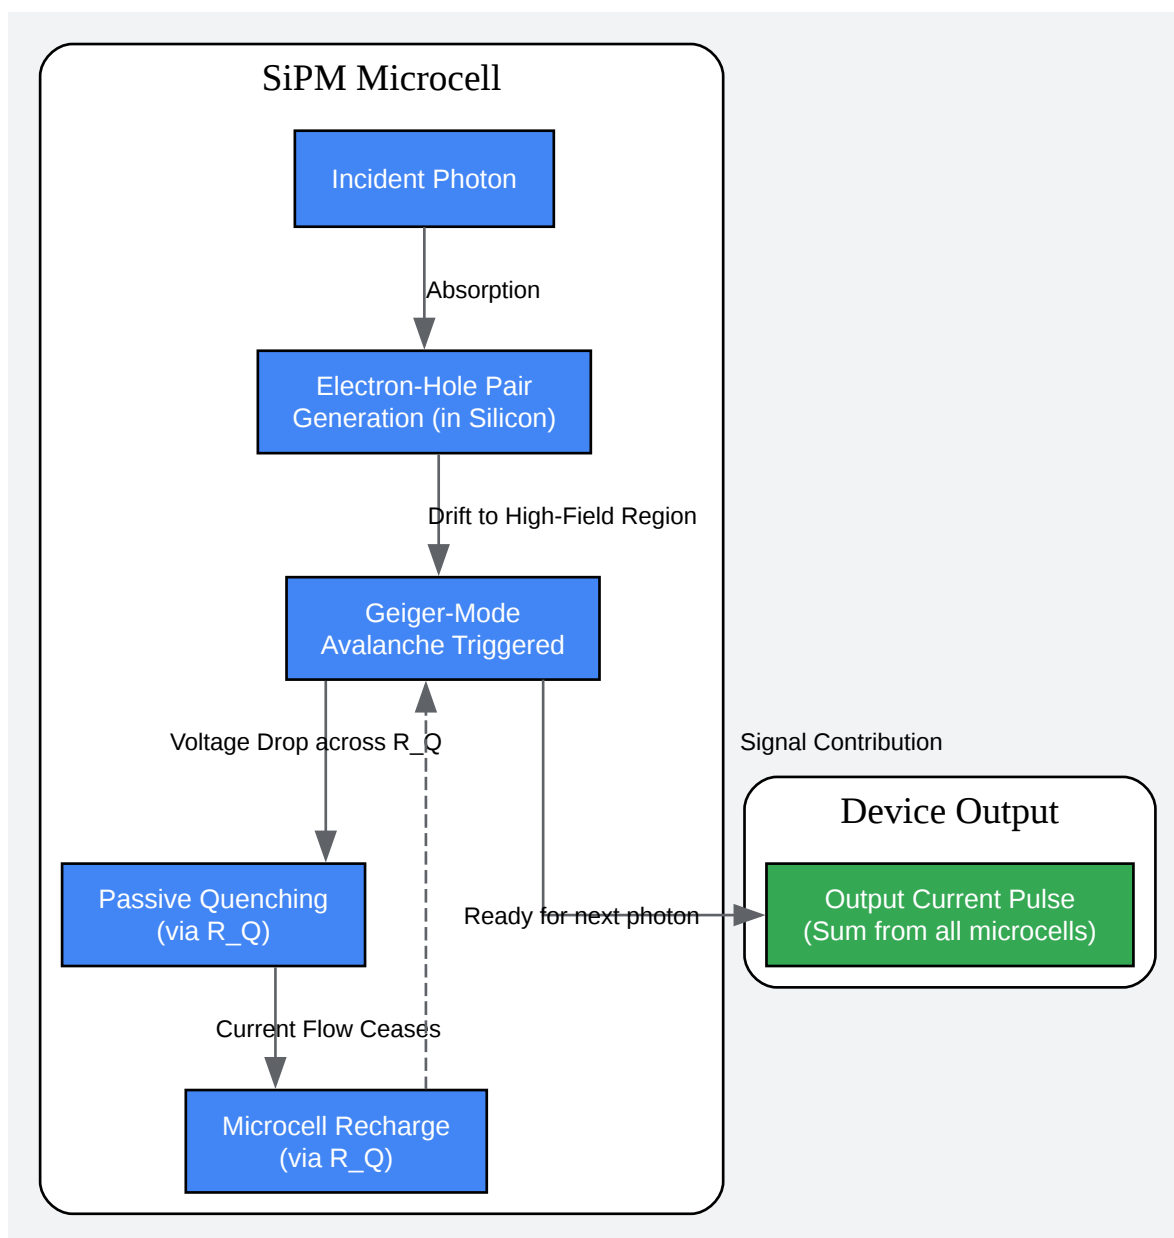 SiPM Microcell
Incident Photon
Absorption
Electron-Hole Pair
Generation (in Silicon)
Drift to High-Field Region
Geiger-Mode
Avalanche Triggered
Voltage Drop across R_Q
Signal Contribution
Device Output
Passive Quenching
(via R_Q)
Ready for next photon
Output Current Pulse
(Sum from all microcells)
Current Flow Ceases
Microcell Recharge
(via R_Q)